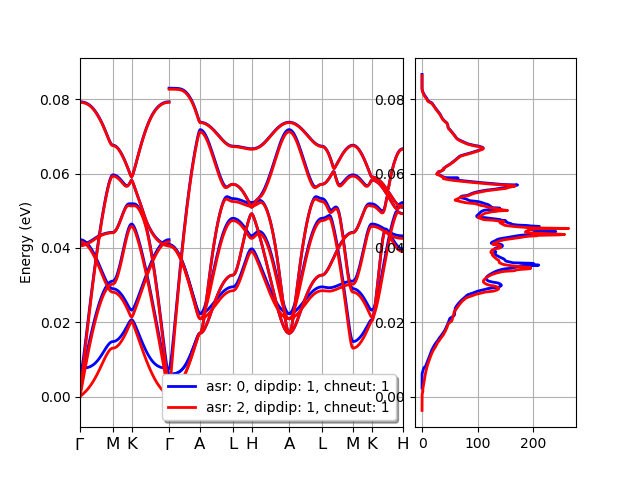 0.08
0.06
0.04
0.02
0.00
Energy (eV)
Γ M K Γ A L H A L M K H
asr: 0, dipdip: 1, chneut: 1
asr: 2, dipdip: 1, chneut: 1
0.08
0.06
0.04
0.02
0.00
0 100 200